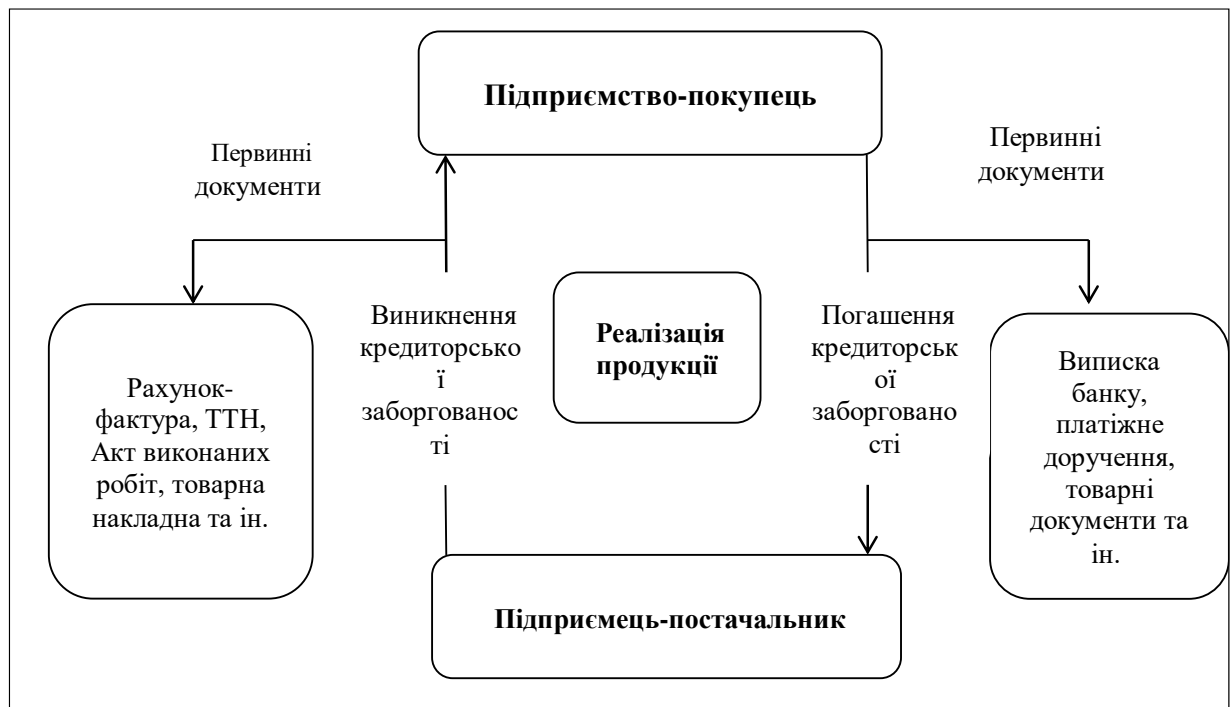 Підприємство-покупець
Первинні
документи
Первинні
документи
Виникнення
кредиторсько
ї
заборгованос
ті
Реалізація
продукції
Погашення
кредиторськ
ої
заборговано
сті
Рахунок-
фактура, ТТН,
Акт виконаних
робіт, товарна
накладна та ін.
Виписка
банку,
платіжне
доручення,
товарні
документи та
ін.
Підприємець-постачальник